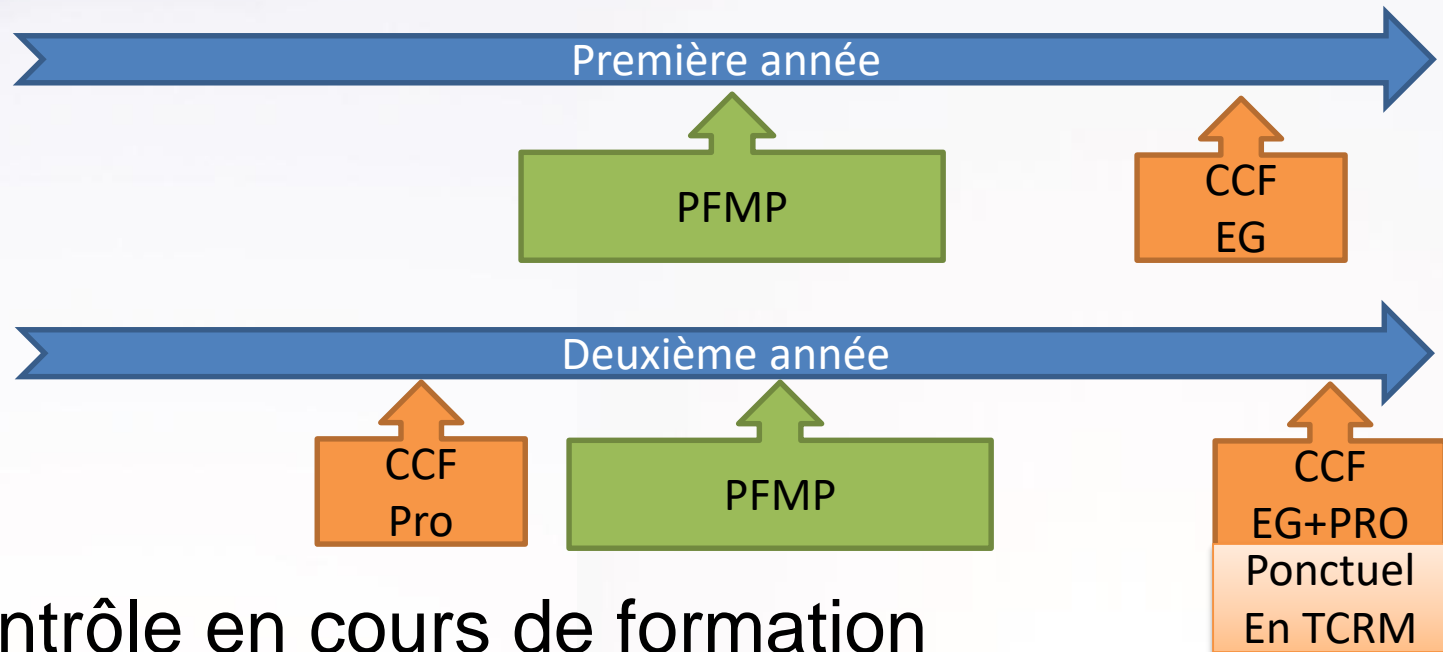 Première année
PFMP
CCF
EG
Deuxième année
CCF
Pro
PFMP
CCF
EG+PRO
Ponctuel
En TCRM
ntrôle en cours de formation